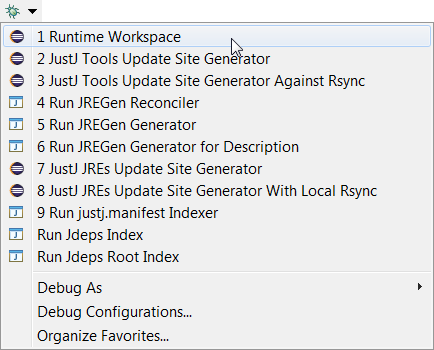 1 Runtime Workspace
2 JustJ Tools Update Site Generator
3 JustJ Tools Update Site Generator Against Rsync
4 Run JREGen Reconciler
5 Run JREGen Generator
6 Run JREGen Generator for Description
7 JustJ JREs Update Site Generator
8 JustJ JREs Update Site Generator With Local Rsync
9 Run justj.manifest Indexer
Run Jdeps Index
Run Jdeps Root Index
Debug As
Debug Configurations...
Organize Favorites...